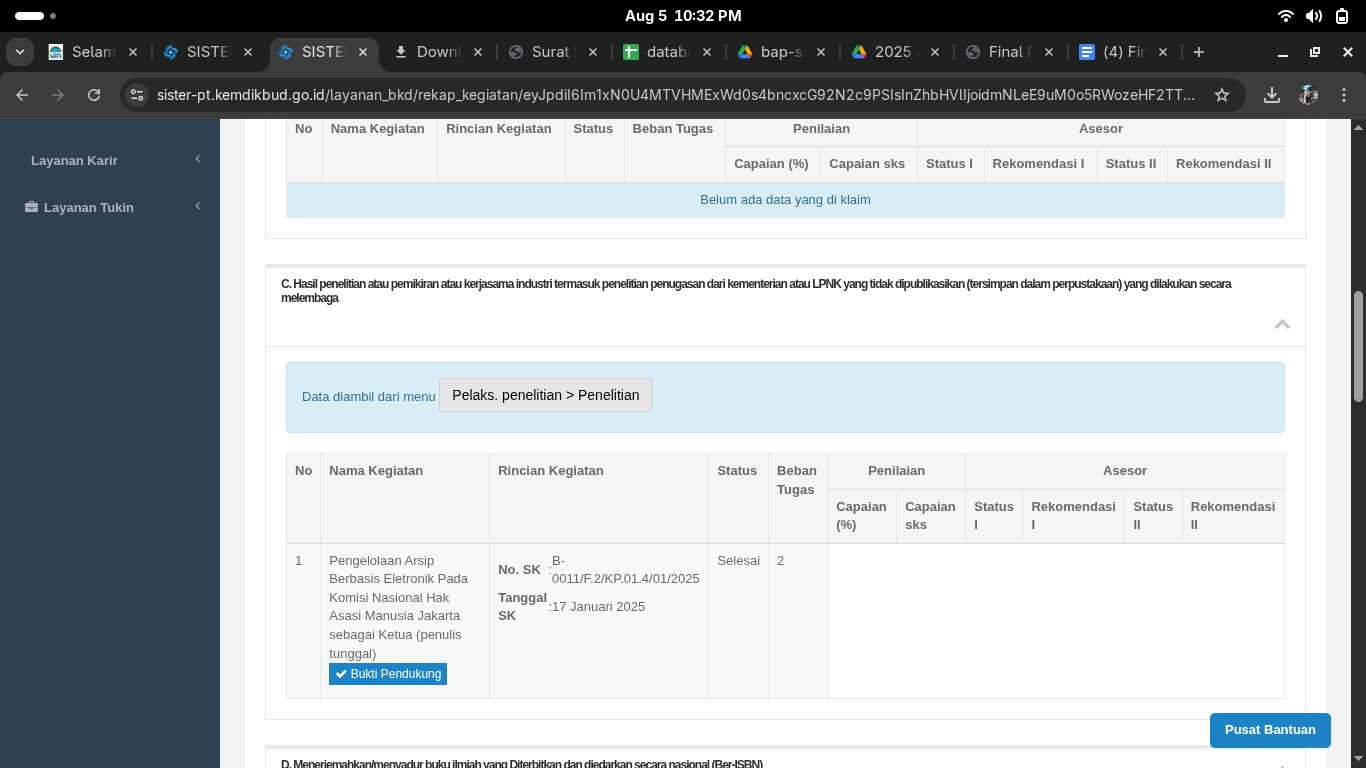 Aug 5 10:32 PM
Selam
SISTE
SISTE
Downl
Surat
datab
bap-s
2025
Final
(4) Fir
sister-pt.kemdikbud.go.id/layanan_bkd/rekap_kegiatan/eyJpdiI6Im1xN0U4MTVHMExWd0s4bncxcG92N2c9PSIsInZhbHVlIjoidmNLeE9uM0o5RWozeHF2TT...
Layanan Karir
Layanan Tukin
No Nama Kegiatan Rincian Kegiatan Status Beban Tugas Penilaian Asesor
Capaian (%) Capaian sks Status I Rekomendasi I Status II Rekomendasi II
Belum ada data yang di klaim
C. Hasil penelitian atau pemikiran atau kerjasama industri termasuk penelitian penugasan dari kementerian atau LPNK yang tidak dipublikasikan (tersimpan dalam perpustakaan) yang dilakukan secara
melembaga
Data diambil dari menu Pelaks. penelitian > Penelitian
No Nama Kegiatan Rincian Kegiatan Status Beban Tugas Penilaian Asesor
Capaian (%) Capaian sks Status I Rekomendasi I Status II Rekomendasi II
1
Pengelolaan Arsip
Berbasis Eletronik Pada
Komisi Nasional Hak
Asasi Manusia Jakarta
sebagai Ketua (penulis
tunggal)
Bukti Pendukung
No. SK :B-
0011/F.2/KP.01.4/01/2025
Tanggal SK :17 Januari 2025
Selesai
2
Pusat Bantuan
D. Menerjemahkan/menyadur buku ilmiah yang Diterbitkan dan diedarkan secara nasional (Ber-ISBN)